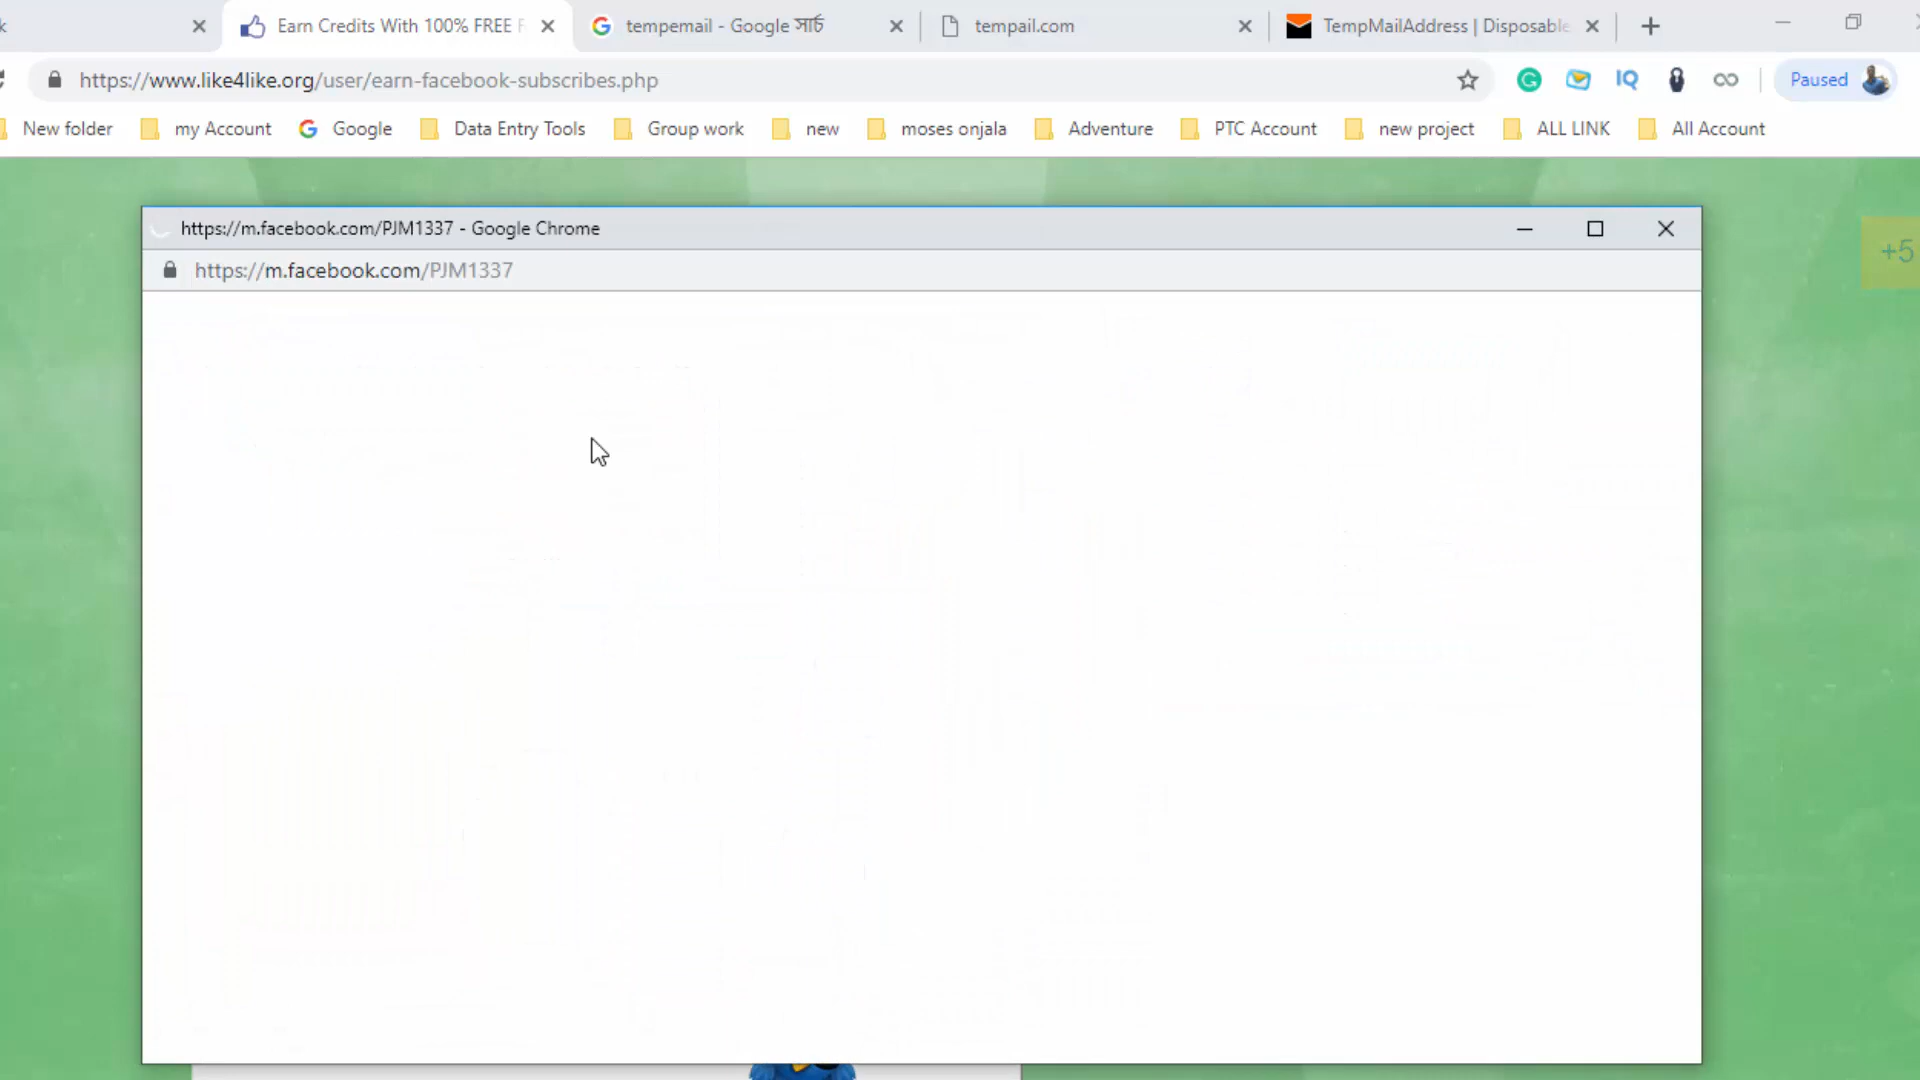 k
Earn Credits With 100% FREE F
tempemail - Google সার্চ
tempail.com
TempMailAddress | Disposable
https://www.like4like.org/user/earn-facebook-subscribes.php
IQ
Paused
New folder
my Account
Google
Data Entry Tools
Group work
new
moses onjala
Adventure
PTC Account
new project
ALL LINK
All Account
https://m.facebook.com/PJM1337 - Google Chrome
https://m.facebook.com/PJM1337
+5